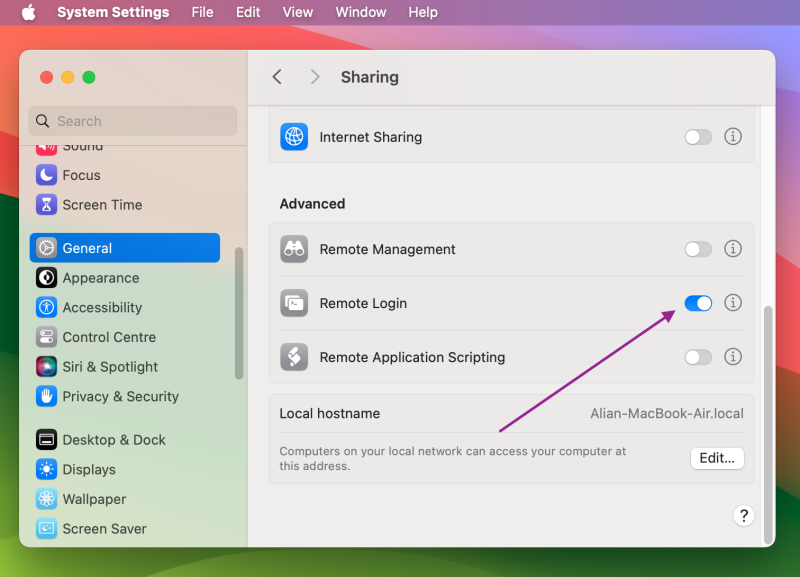 System Settings File Edit View Window Help
Sharing
Search
Sound
Focus
Screen Time
General
Appearance
Accessibility
Control Centre
Siri & Spotlight
Privacy & Security
Desktop & Dock
Displays
Wallpaper
Screen Saver
Internet Sharing
Advanced
Remote Management
Remote Login
Remote Application Scripting
Local hostname
Alian-MacBook-Air.local
Computers on your local network can access your computer at
this address.
Edit...
?